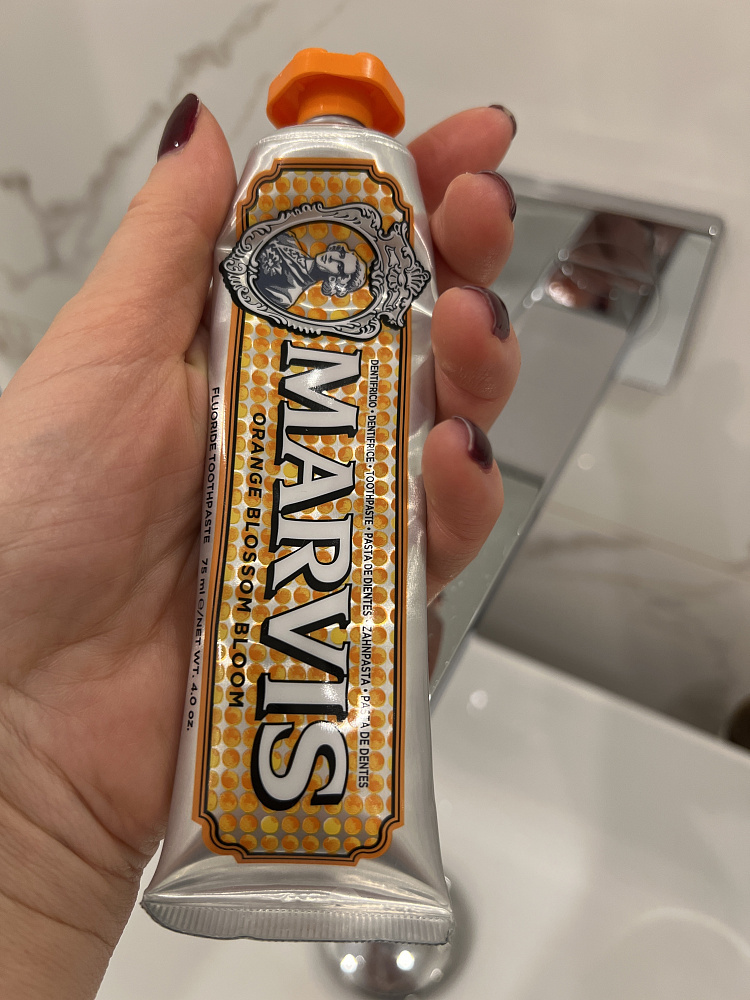 DENTIFRICIO • DENTIFRICE • TOOTHPASTE • PASTA DE DIENTES • ZAHNPASTA • PASTA DE DENTES
MARVIS
ORANGE BLOSSOM BLOOM
FLUORIDE TOOTHPASTE 75 ml ℮/NET WT. 4.0 oz.